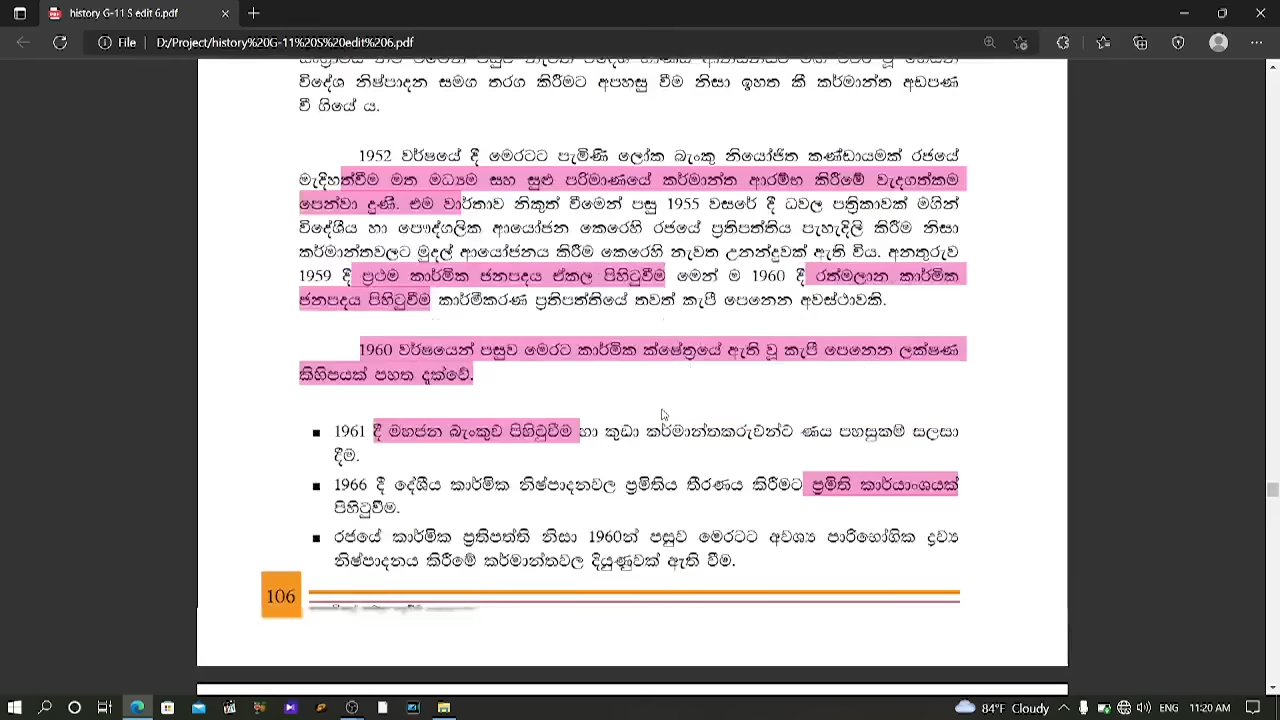 history G-11 S edit 6.pdf
File D:/Project/history%20G-11%20S%20edit%206.pdf
විදේශ නිෂ්පාදන සමග තරග කිරීමට අපහසු වීම නිසා ඉහත කී කර්මාන්ත අඩපණ
වී ගියේ ය.
1952 වර්ෂයේ දී මෙරටට පැමිණි ලෝක බැංකු නියෝජිත කණ්ඩායමක් රජයේ
මැදිහත්වීම මත මධ්‍යම සහ සුළු පරිමාණයේ කර්මාන්ත ආරම්භ කිරීමේ වැදගත්කම
පෙන්වා දුණි. එම වාර්තාව නිකුත් වීමෙන් පසු 1955 වසරේ දී ධවල පත්‍රිකාවක් මගින්
විදේශීය හා පෞද්ගලික ආයෝජන කෙරෙහි රජයේ ප්‍රතිපත්තිය පැහැදිලි කිරීම නිසා
කර්මාන්තවලට මුදල් ආයෝජනය කිරීම කෙරෙහි නැවත උනන්දුවක් ඇති විය. අනතුරුව
1959 දී ප්‍රථම කාර්මික ජනපදය ඒකල පිහිටුවීම මෙන් ම 1960 දී රත්මලාන කාර්මික
ජනපදය පිහිටුවීම කාර්මීකරණ ප්‍රතිපත්තියේ තවත් කැපී පෙනෙන අවස්ථාවකි.
1960 වර්ෂයෙන් පසුව මෙරට කාර්මික ක්ෂේත්‍රයේ ඇති වූ කැපී පෙනෙන ලක්ෂණ
කිහිපයක් පහත දැක්වේ.
■ 1961 දී මහජන බැංකුව පිහිටුවීම හා කුඩා කර්මාන්තකරුවන්ට ණය පහසුකම් සලසා
දීම.
■ 1966 දී දේශීය කාර්මික නිෂ්පාදනවල ප්‍රමිතිය තීරණය කිරීමට ප්‍රමිති කාර්යාංශයක්
පිහිටුවීම.
■ රජයේ කාර්මික ප්‍රතිපත්ති නිසා 1960න් පසුව මෙරටට අවශ්‍ය පාරිභෝගික ද්‍රව්‍ය
නිෂ්පාදනය කිරීමේ කර්මාන්තවල දියුණුවක් ඇති වීම.
106
84°F Cloudy 11:20 AM